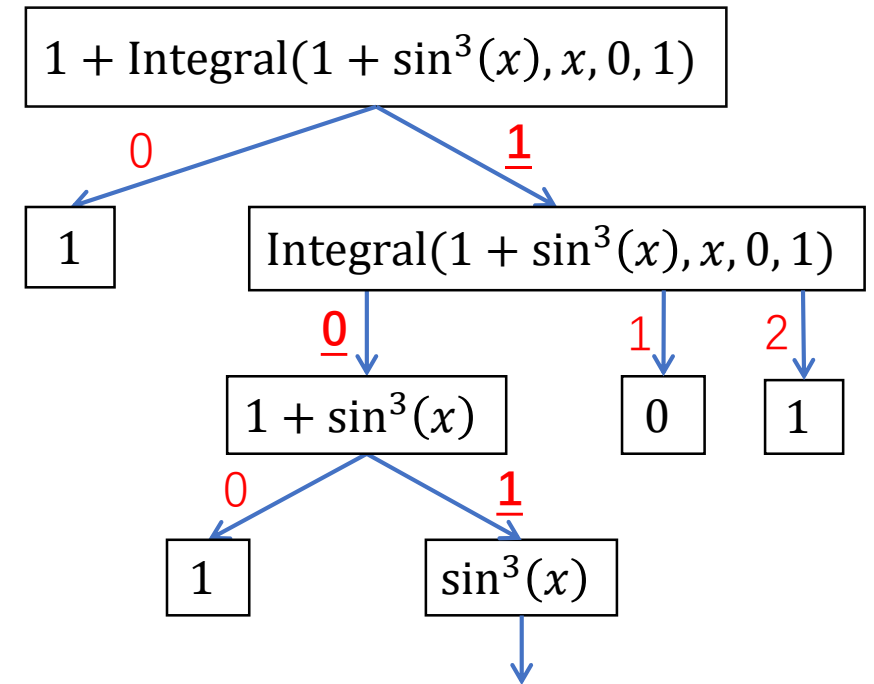 1 + Integral(1 + sin³(x), x, 0, 1)
0 1
1 Integral(1 + sin³(x), x, 0, 1)
0 1 2
1 + sin³(x) 0 1
0 1
1 sin³(x)